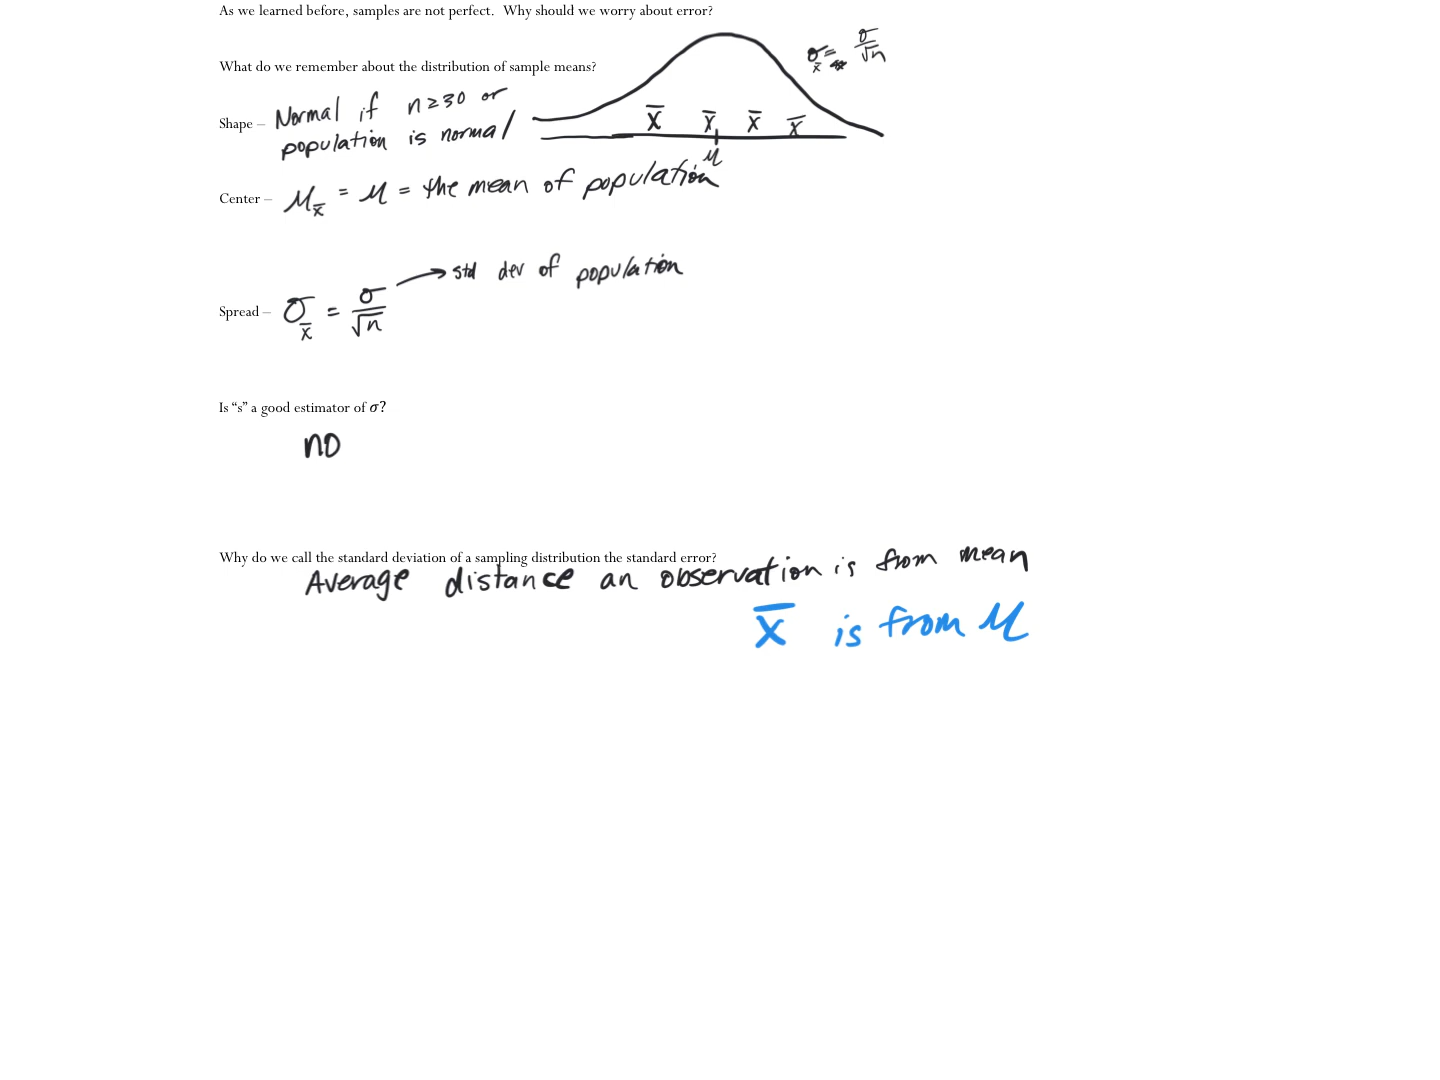 As we learned before, samples are not perfect. Why should we worry about error?
σx̄ = σ/√n
What do we remember about the distribution of sample means?
Shape – Normal if n ≥ 30 or
population is normal
x̄ x̄ x̄ x̄
μ
Center – μx̄ = μ = the mean of population
Spread – σx̄ = σ/√n → std dev of population
Is “s” a good estimator of σ?
no
Why do we call the standard deviation of a sampling distribution the standard error?
Average distance an observation is from mean
x̄ is from μ